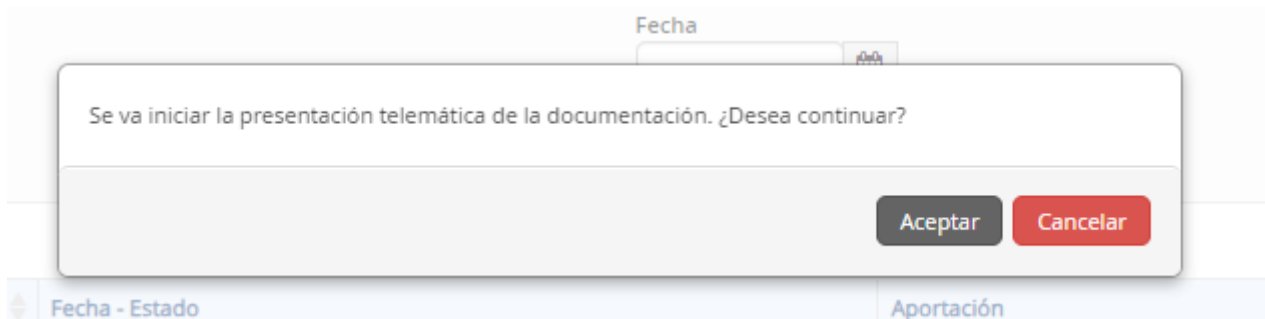 Fecha
Se va iniciar la presentación telemática de la documentación. ¿Desea continuar?
Aceptar Cancelar
Fecha - Estado Aportación